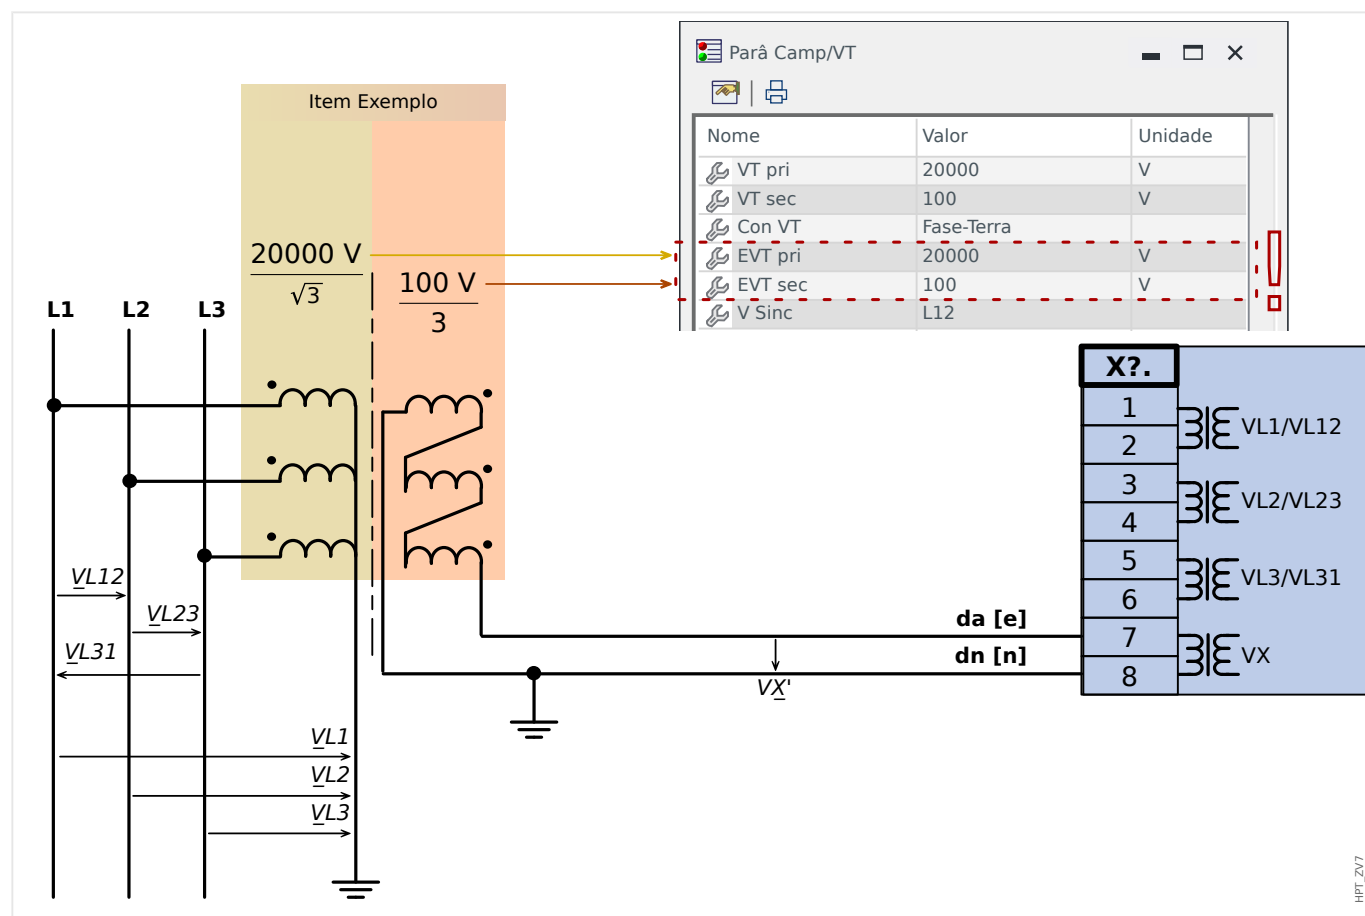 Parâ Camp/VT
Item Exemplo
Nome Valor Unidade
VT pri 20000 V
VT sec 100 V
Con VT Fase-Terra
EVT pri 20000 V
EVT sec 100 V
V Sinc L12
20000 V
√3
100 V
3
L1 L2 L3
X?.
1
2
3
4
5
6
7
8
VL1/VL12
VL2/VL23
VL3/VL31
VX
VL12
VL23
VL31
da [e]
dn [n]
VX'
VL1
VL2
VL3
HPT_ZV7